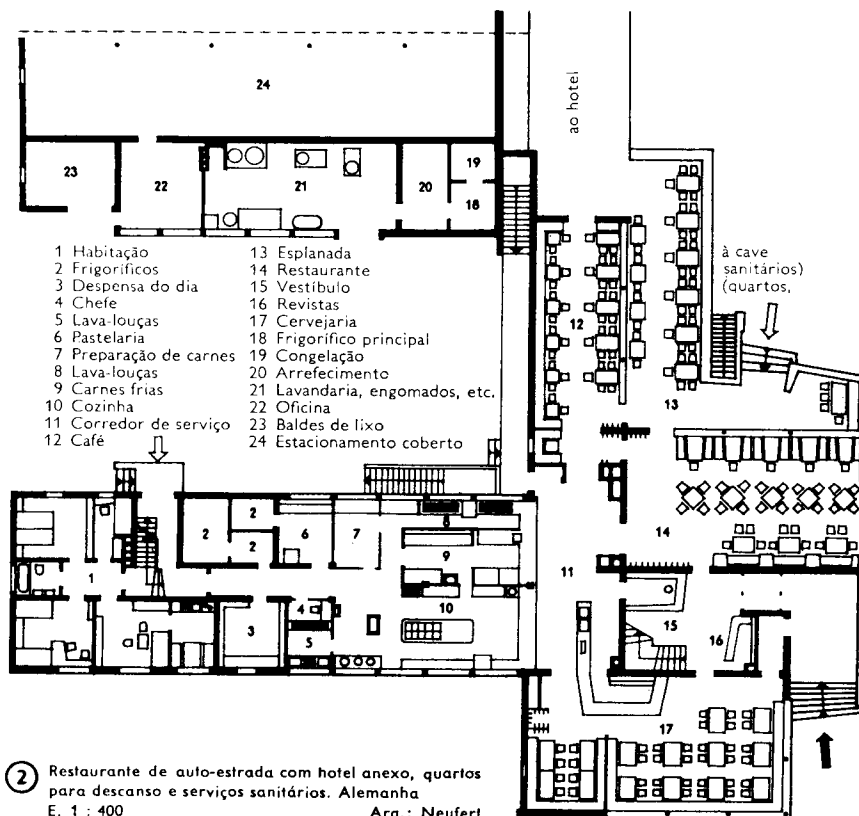 24
ao hotel
23
22
21
20
19
18
1 Habitação
2 Frigoríficos
3 Despensa do dia
4 Chefe
5 Lava-louças
6 Pastelaria
7 Preparação de carnes
8 Lava-louças
9 Carnes frias
10 Cozinha
11 Corredor de serviço
12 Café
13 Esplanada
14 Restaurante
15 Vestíbulo
16 Revistas
17 Cervejaria
18 Frigorífico principal
19 Congelação
20 Arrefecimento
21 Lavandaria, engomados, etc.
22 Oficina
23 Baldes de lixo
24 Estacionamento coberto
à cave
sanitários)
(quartos,
12
13
2
2
2
6
7
8
9
14
11
1
3
4
5
10
15
16
17
2 Restaurante de auto-estrada com hotel anexo, quartos
para descanso e serviços sanitários. Alemanha
E. 1 : 400 Arq.: Neufert